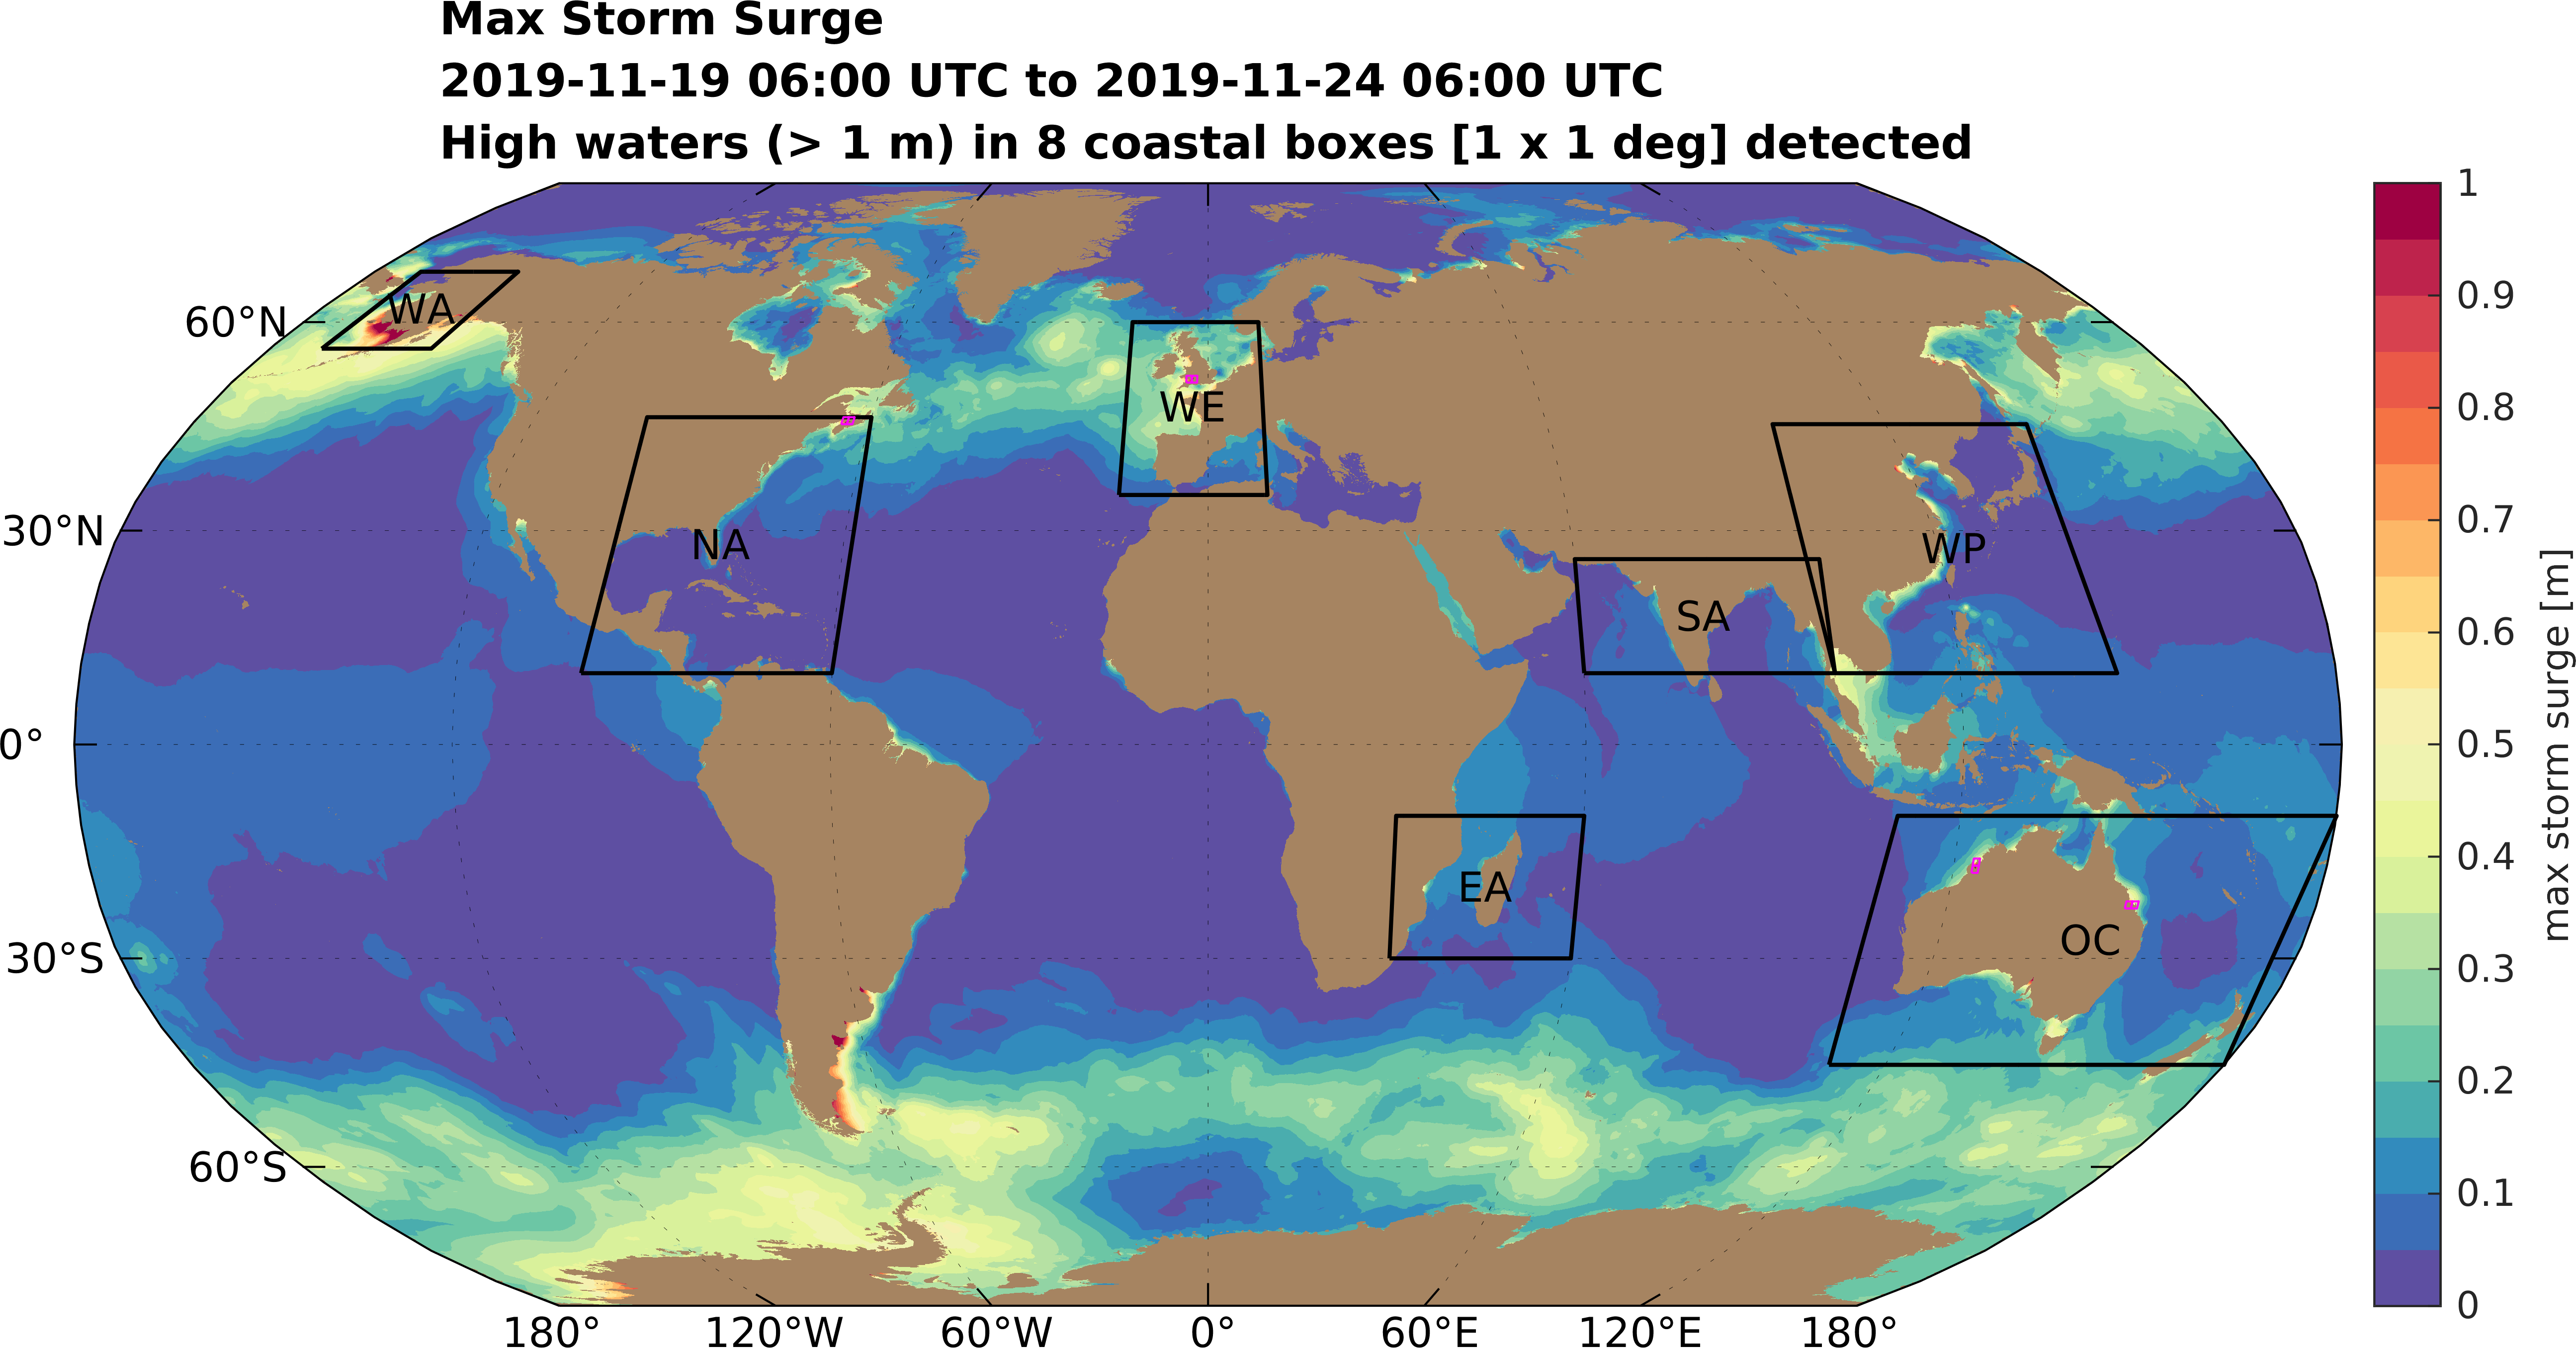 Max Storm Surge
2019-11-19 06:00 UTC to 2019-11-24 06:00 UTC
High waters (> 1 m) in 8 coastal boxes [1 x 1 deg] detected
60°N
30°N
0°
30°S
60°S
WA
NA
WE
SA
WP
EA
OC
180°
120°W
60°W
0°
60°E
120°E
180°
1
0.9
0.8
0.7
0.6
0.5
0.4
0.3
0.2
0.1
0
max storm surge [m]